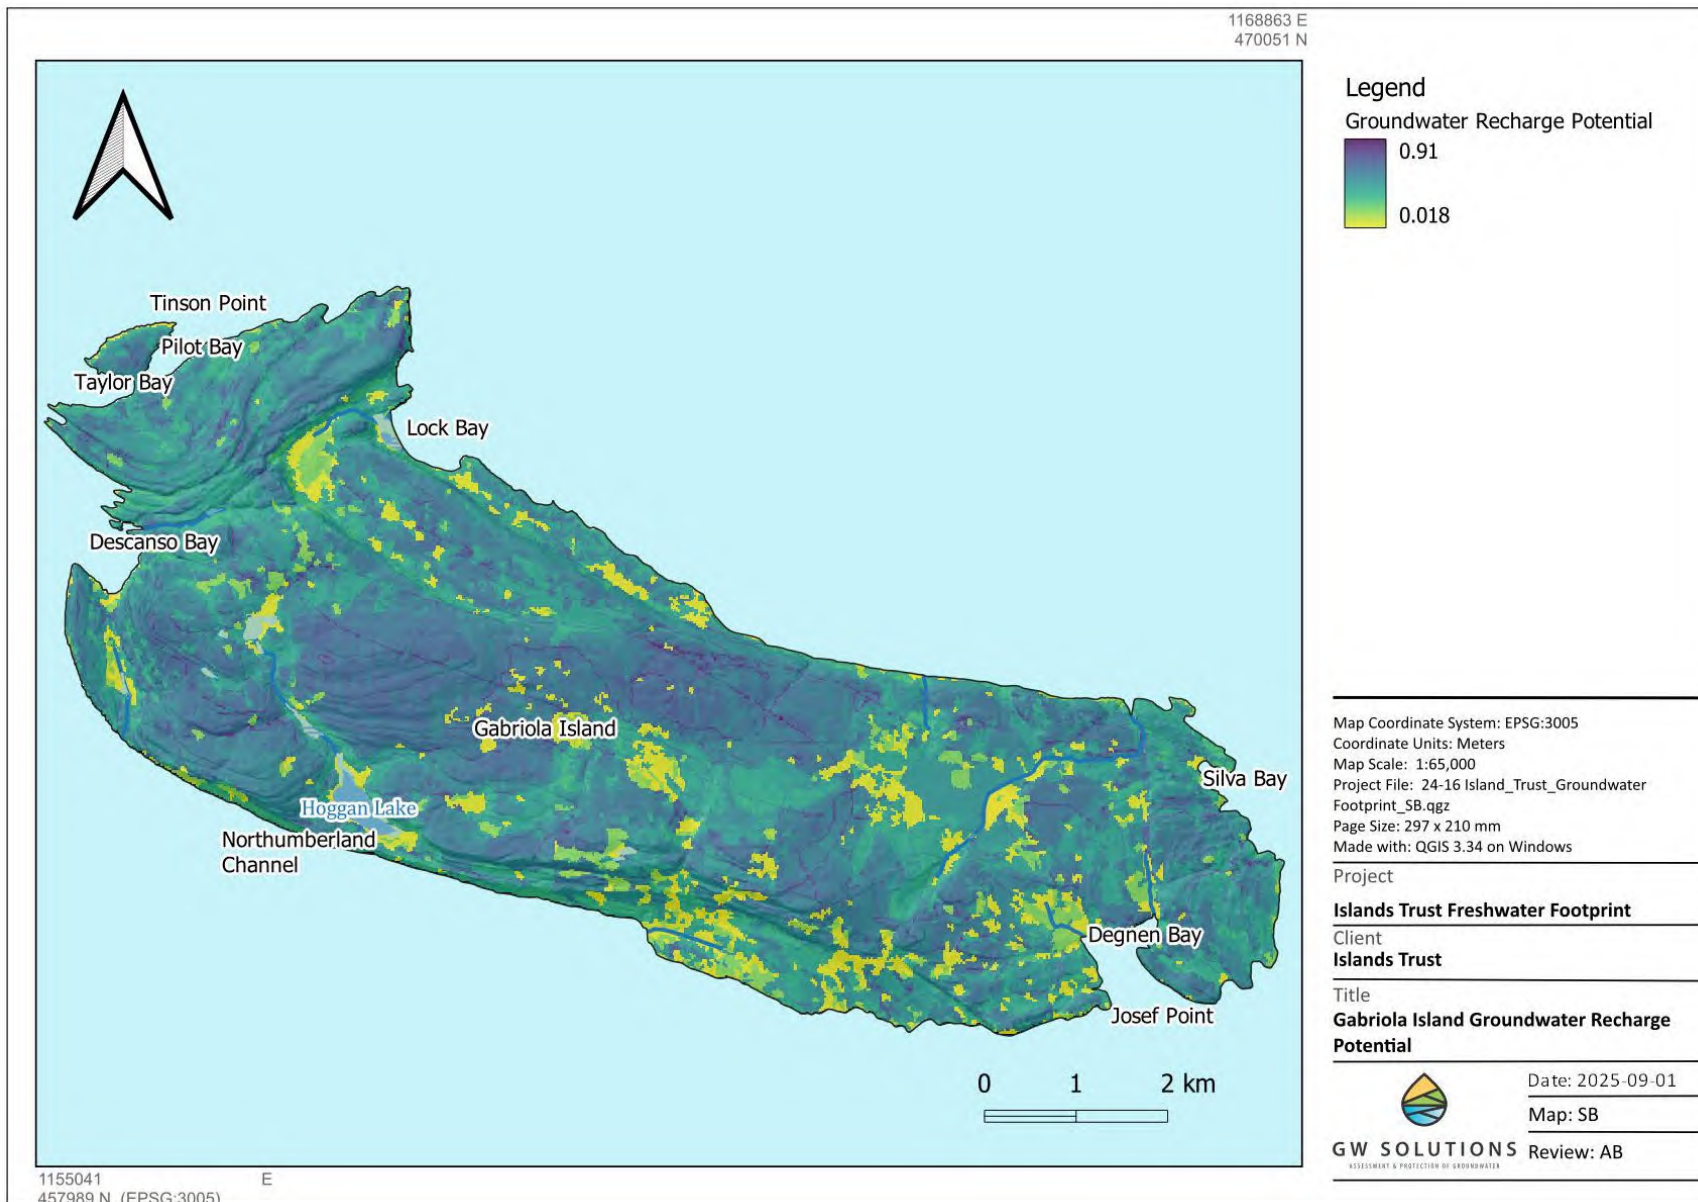 1168863 E
470051 N
Legend
Groundwater Recharge Potential
0.91
0.018
Tinson Point
Pilot Bay
Taylor Bay
Lock Bay
Descanso Bay
Gabriola Island
Silva Bay
Hoggan Lake
Northumberland
Channel
Degnen Bay
Josef Point
0 1 2 km
Map Coordinate System: EPSG:3005
Coordinate Units: Meters
Map Scale: 1:65,000
Project File: 24-16 Island_Trust_Groundwater
Footprint_SB.qgz
Page Size: 297 x 210 mm
Made with: QGIS 3.34 on Windows
Project
Islands Trust Freshwater Footprint
Client
Islands Trust
Title
Gabriola Island Groundwater Recharge
Potential
Date: 2025-09-01
Map: SB
Review: AB
GW SOLUTIONS
ASSESSMENT & PROTECTION OF GROUNDWATER
1155041 E
457989 N (EPSG:3005)